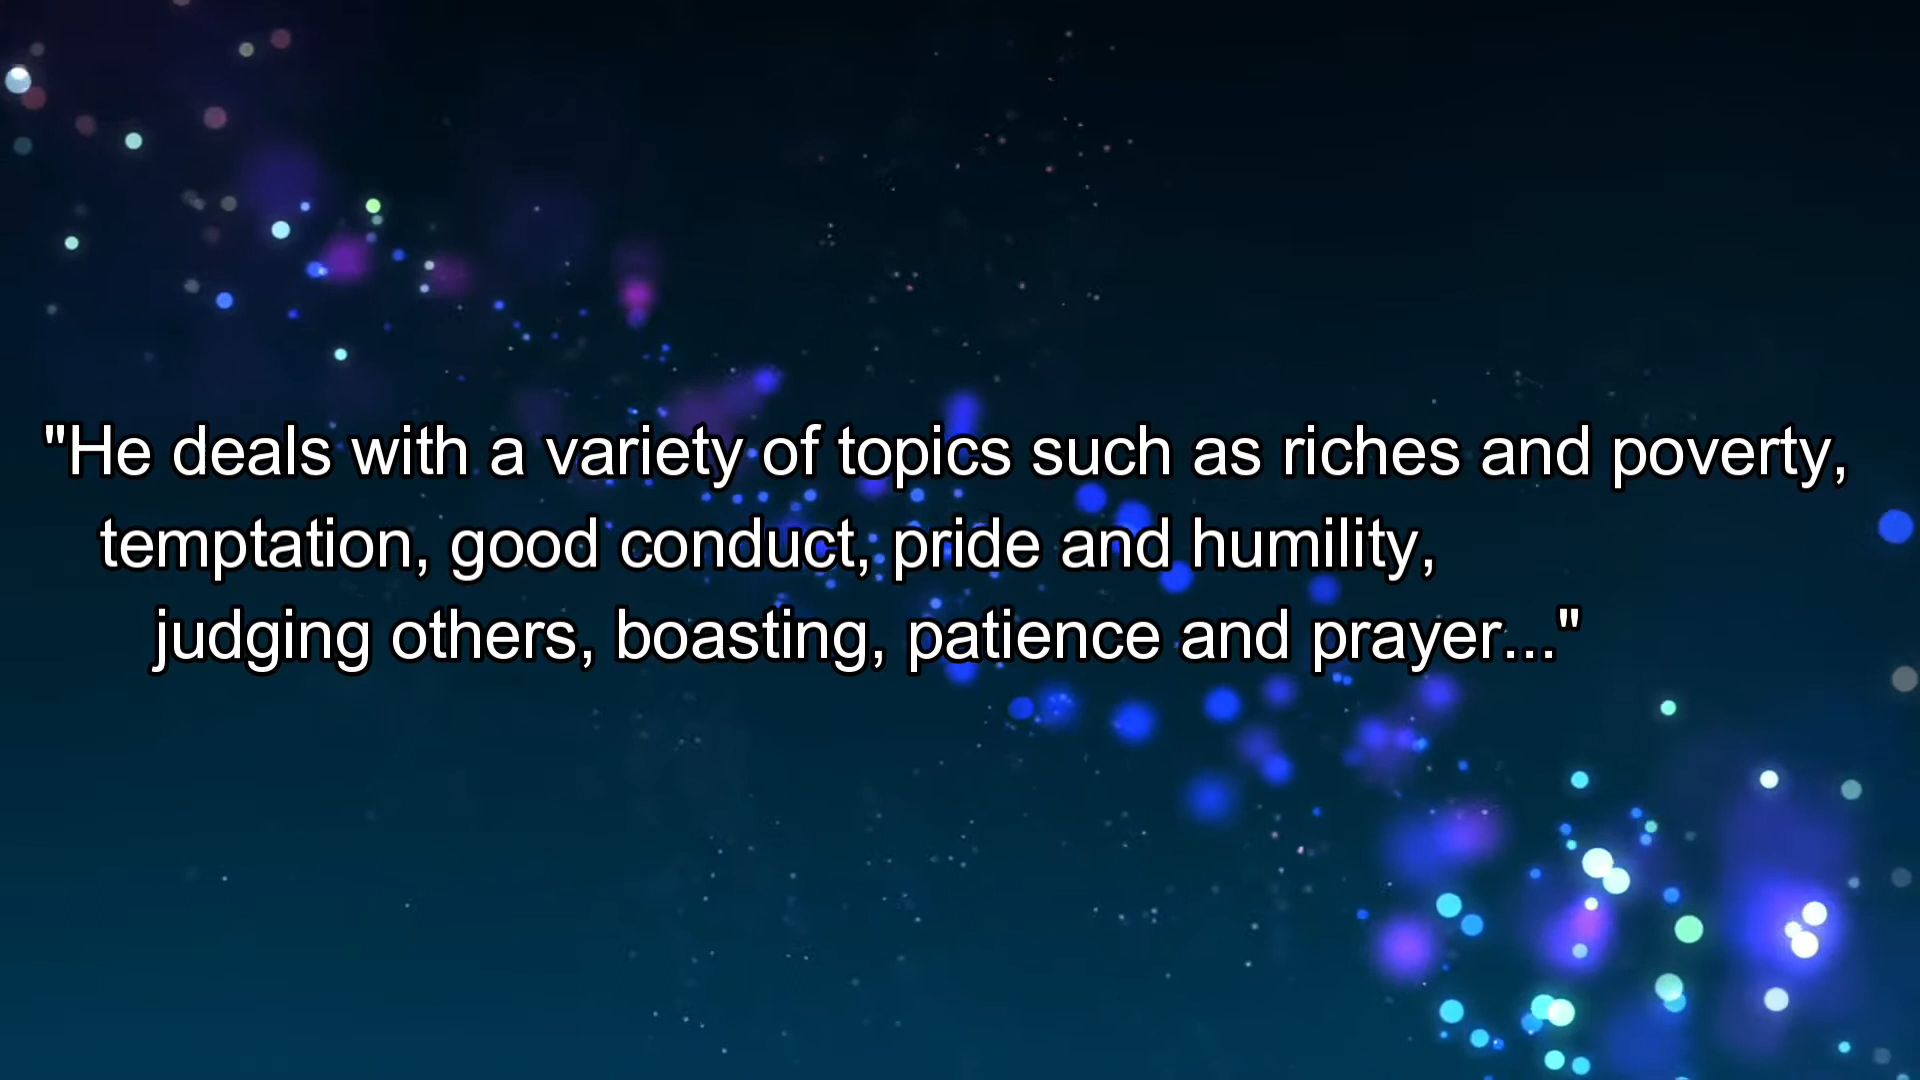 "He deals with a variety of topics such as riches and poverty,
temptation, good conduct, pride and humility,
judging others, boasting, patience and prayer..."